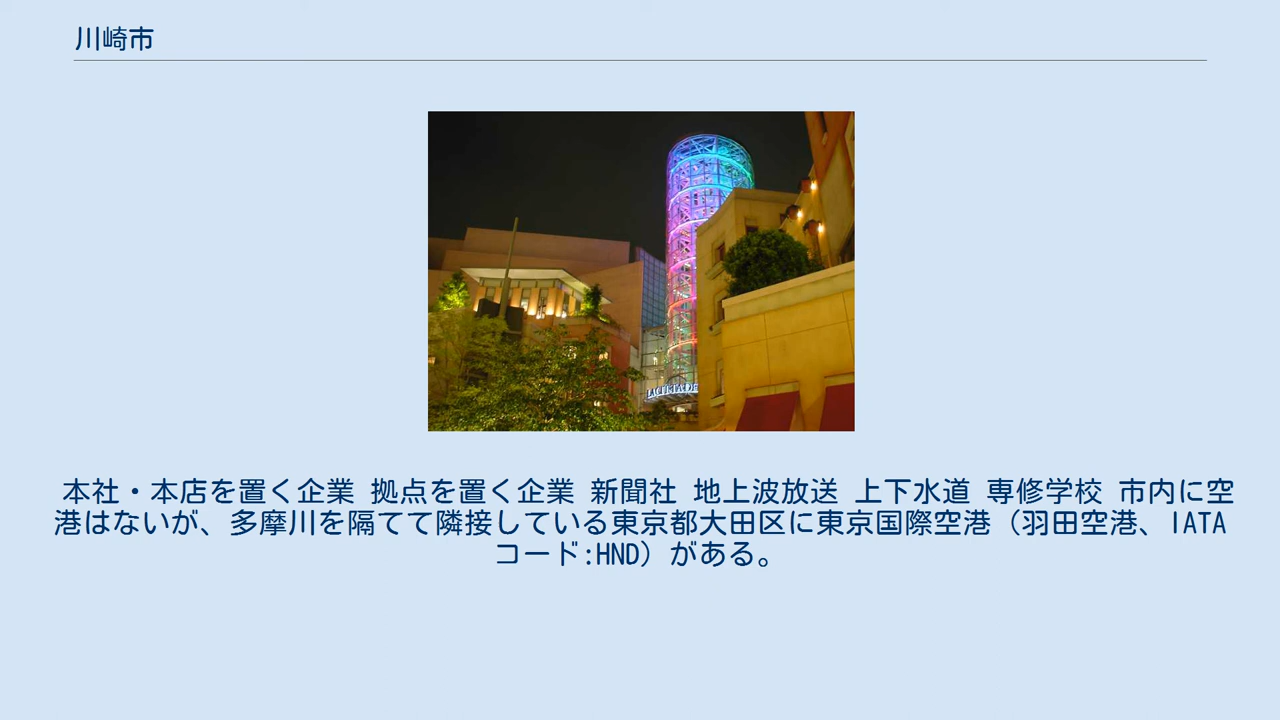 川崎市
LA CITTADE
本社・本店を置く企業 拠点を置く企業 新聞社 地上波放送 上下水道 専修学校 市内に空
港はないが、多摩川を隔てて隣接している東京都大田区に東京国際空港（羽田空港、IATA
コード:HND）がある。